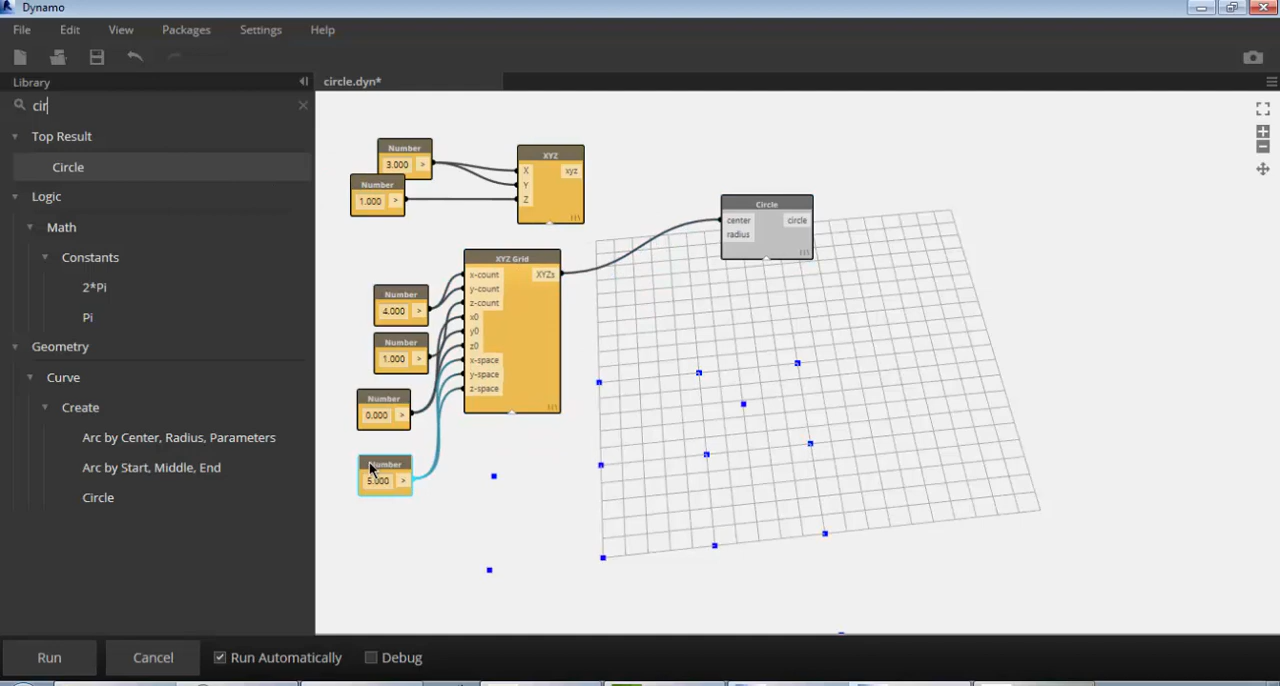 Dynamo
File Edit View Packages Settings Help
Library
circle.dyn*
cir
Top Result
Circle
Logic
Math
Constants
2*Pi
Pi
Geometry
Curve
Create
Arc by Center, Radius, Parameters
Arc by Start, Middle, End
Circle
Number
3.000 >
Number
1.000 >
XYZ
X xyz
Y
Z
Circle
center circle
radius
XYZ Grid
x-count XYZs
y-count
z-count
x0
y0
z0
x-space
y-space
z-space
Number
4.000 >
Number
1.000 >
Number
0.000 >
Number
5.000 >
Run Cancel Run Automatically Debug